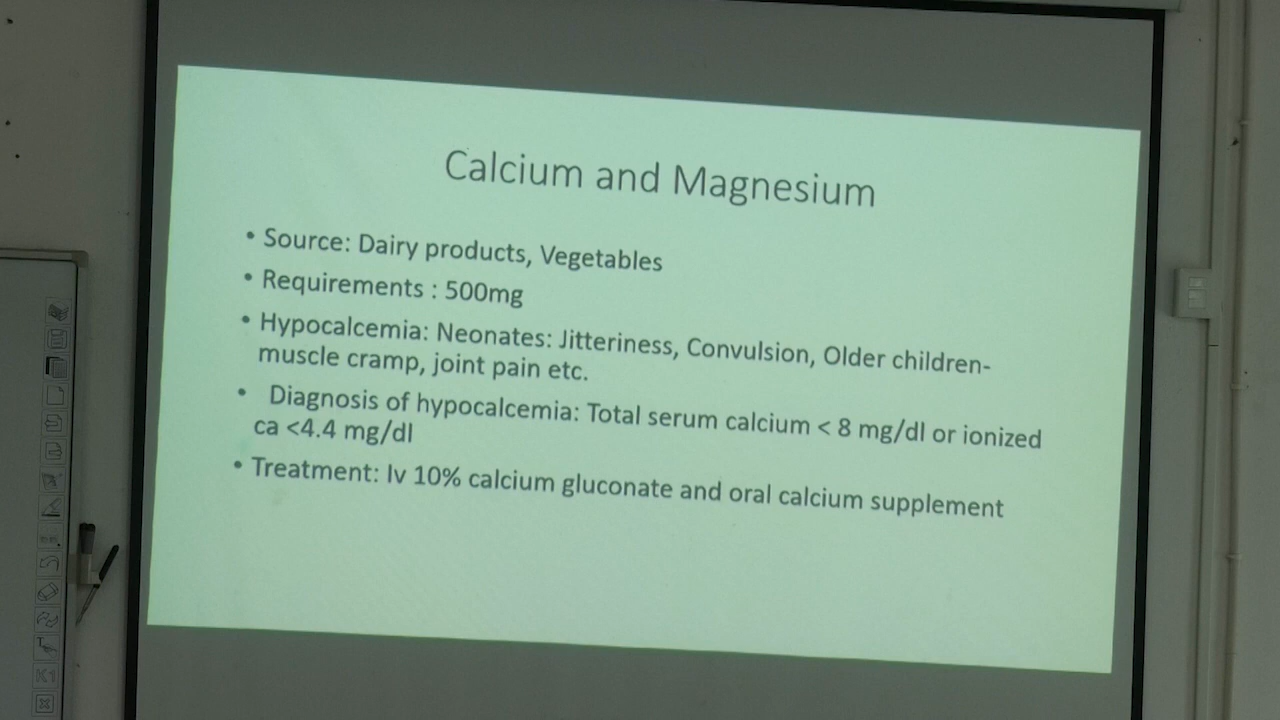 Calcium and Magnesium
• Source: Dairy products, Vegetables
• Requirements : 500mg
• Hypocalcemia: Neonates: Jitteriness, Convulsion, Older children-
muscle cramp, joint pain etc.
• Diagnosis of hypocalcemia: Total serum calcium < 8 mg/dl or ionized
ca <4.4 mg/dl
• Treatment: Iv 10% calcium gluconate and oral calcium supplement
K1